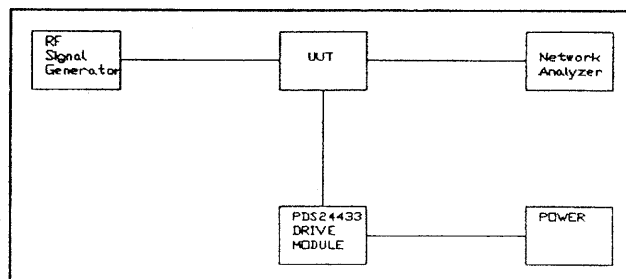 RF
Signal
Generator
UUT
Network
Analyzer
PDS24433
DRIVE
MODULE
POWER